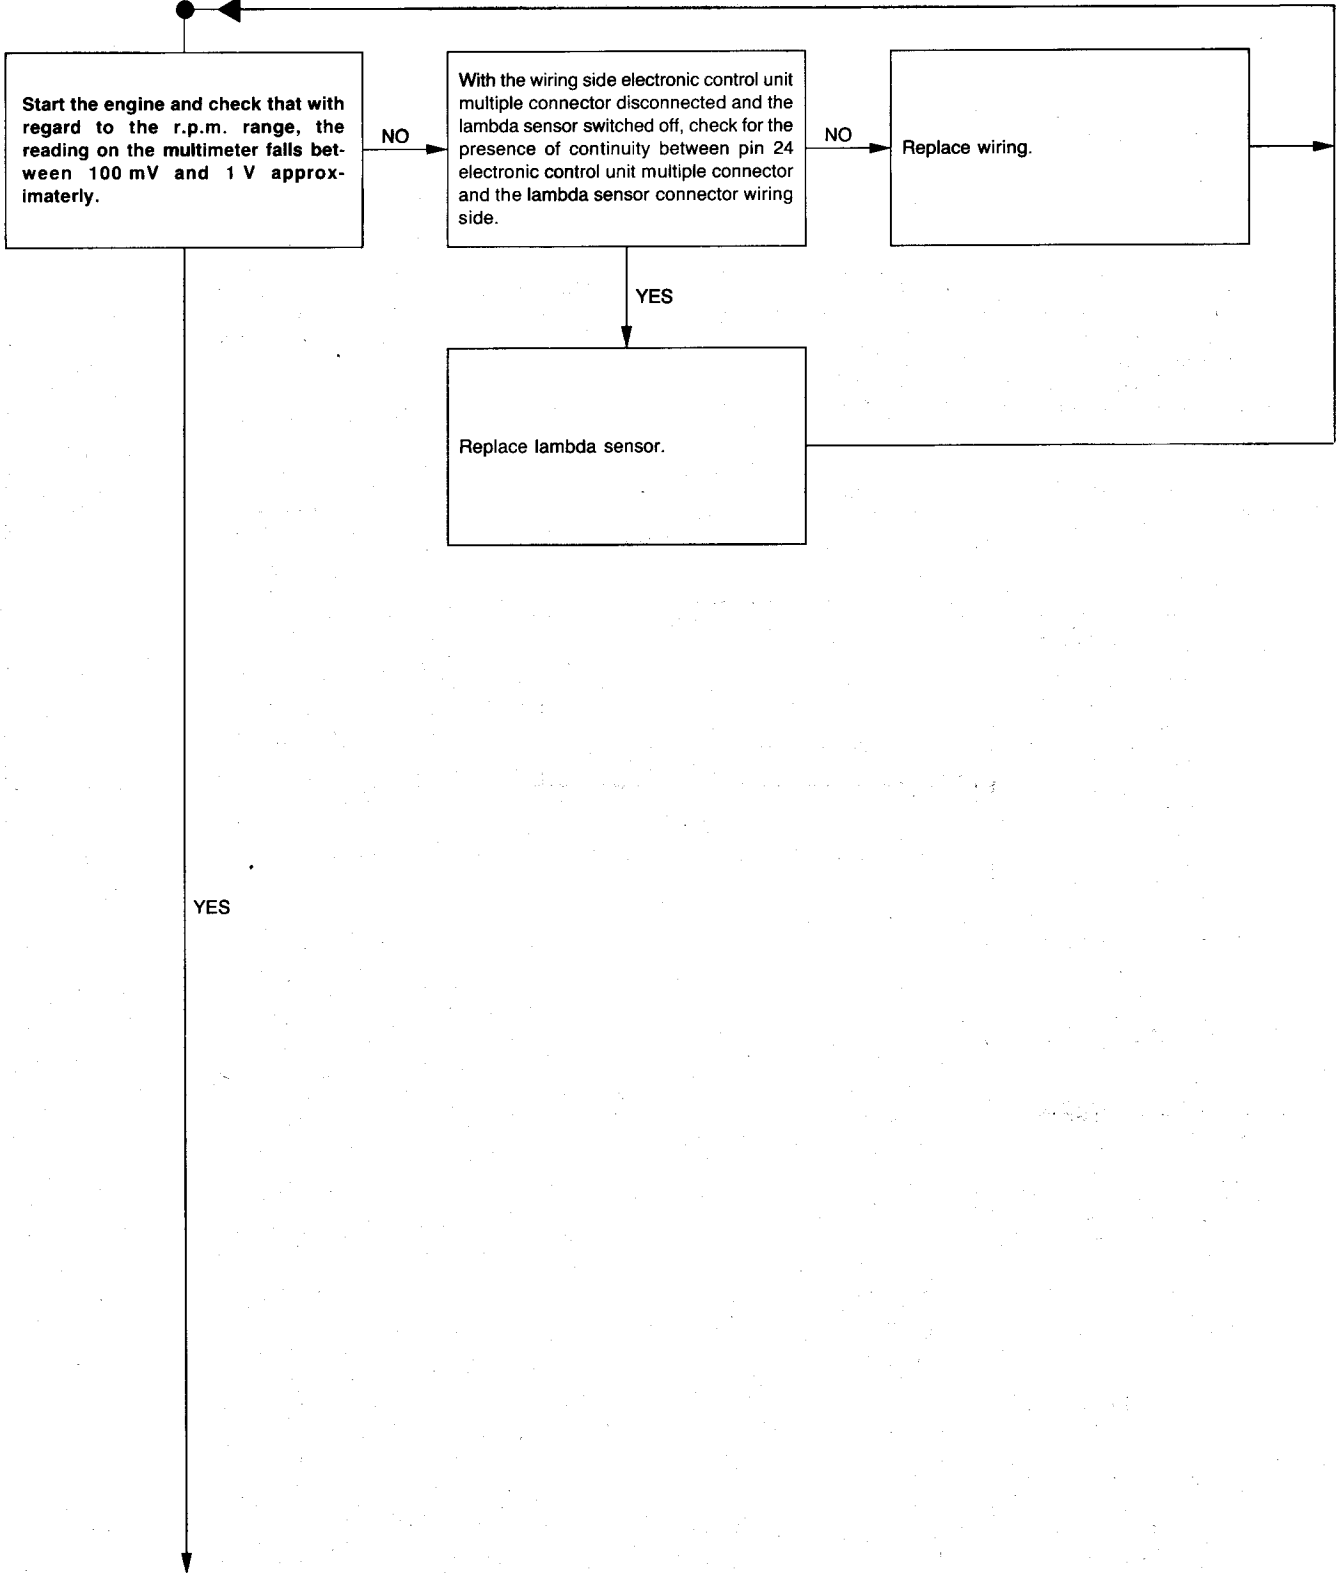 Start the engine and check that with
regard to the r.p.m. range, the
reading on the multimeter falls bet-
ween 100 mV and 1 V approx-
imaterly.
NO
With the wiring side electronic control unit
multiple connector disconnected and the
lambda sensor switched off, check for the
presence of continuity between pin 24
electronic control unit multiple connector
and the lambda sensor connector wiring
side.
NO
Replace wiring.
YES
Replace lambda sensor.
YES